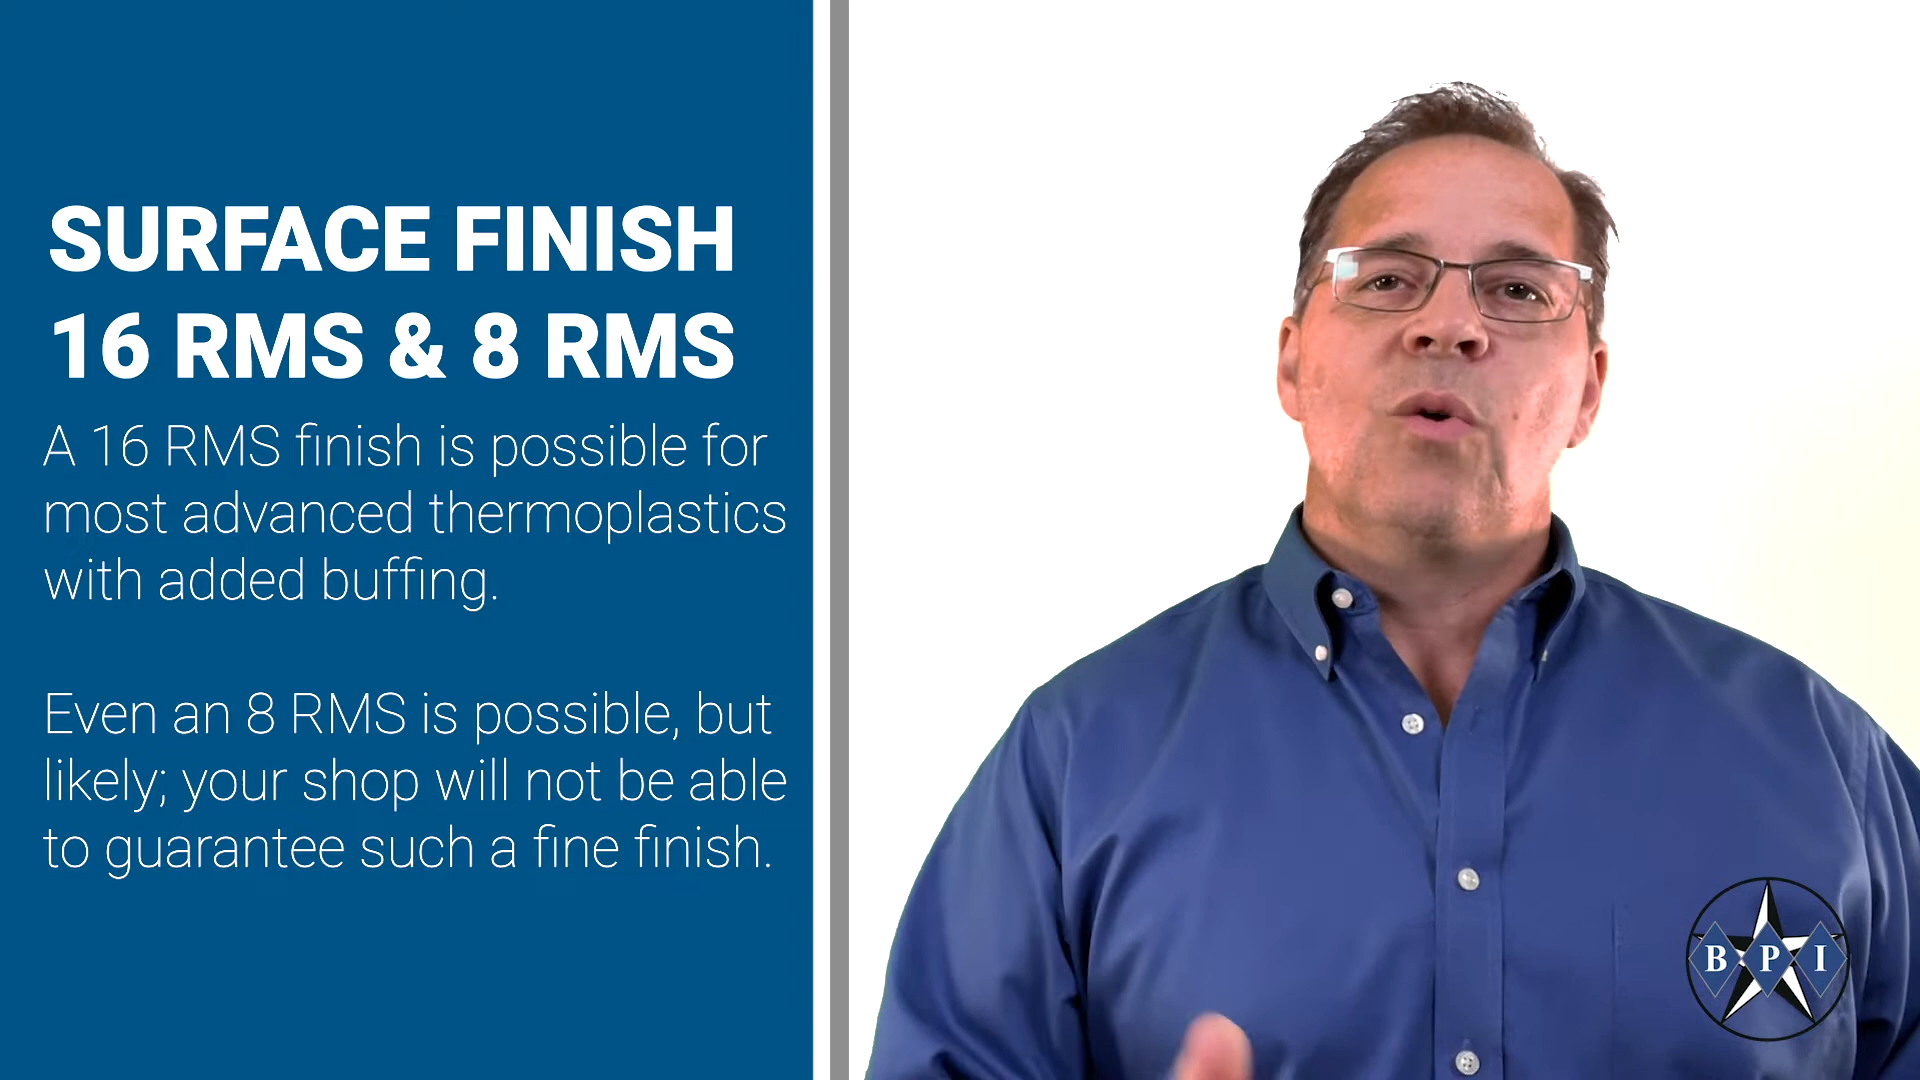 SURFACE FINISH
16 RMS & 8 RMS
A 16 RMS finish is possible for
most advanced thermoplastics
with added buffing.
Even an 8 RMS is possible, but
likely; your shop will not be able
to guarantee such a fine finish.
B P I